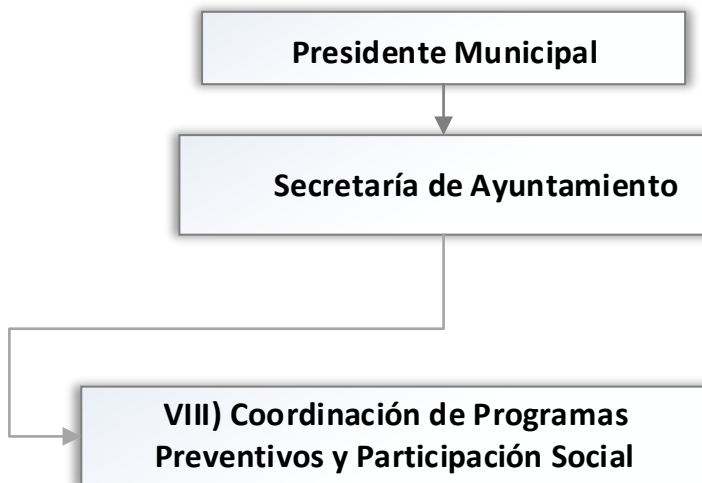 Presidente Municipal
Secretaría de Ayuntamiento
VIII) Coordinación de Programas
Preventivos y Participación Social